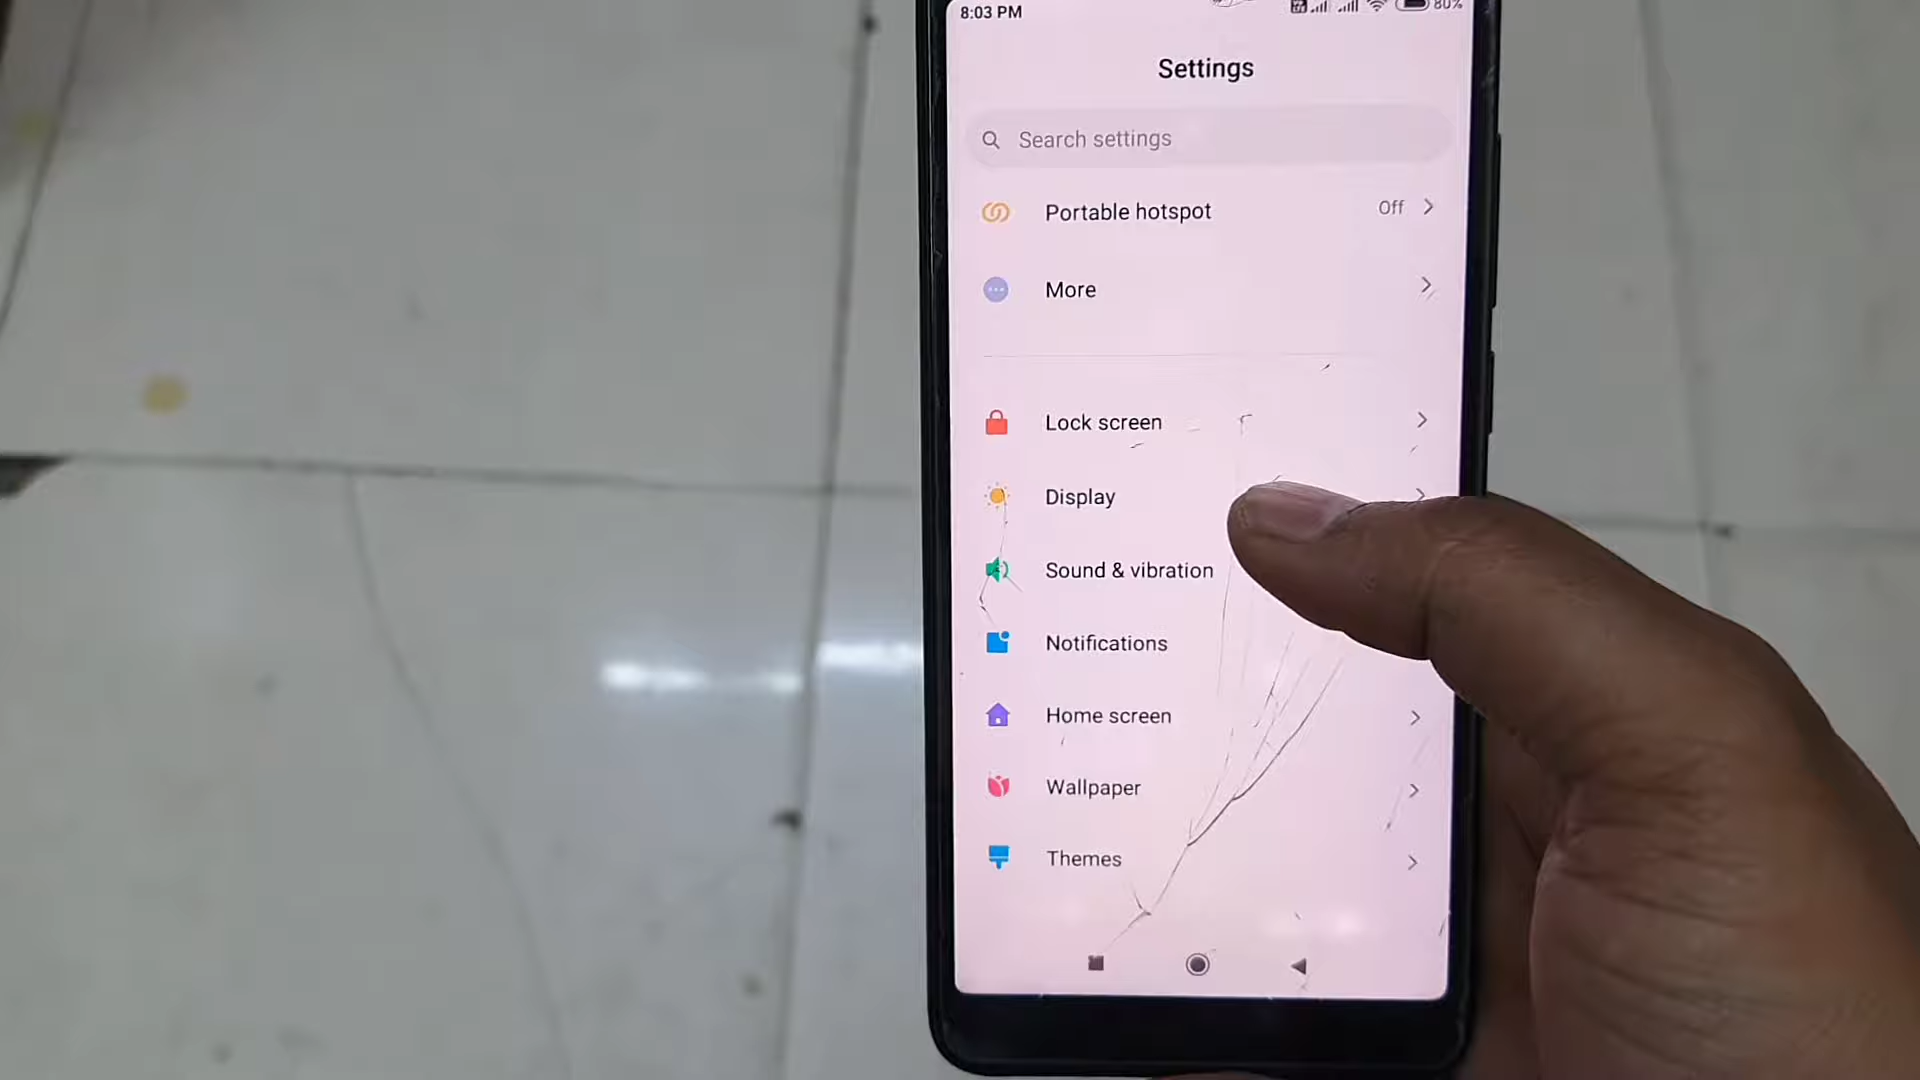 8:03 PM
80%
Settings
Search settings
Portable hotspot
Off
More
Lock screen
Display
Sound & vibration
Notifications
Home screen
Wallpaper
Themes